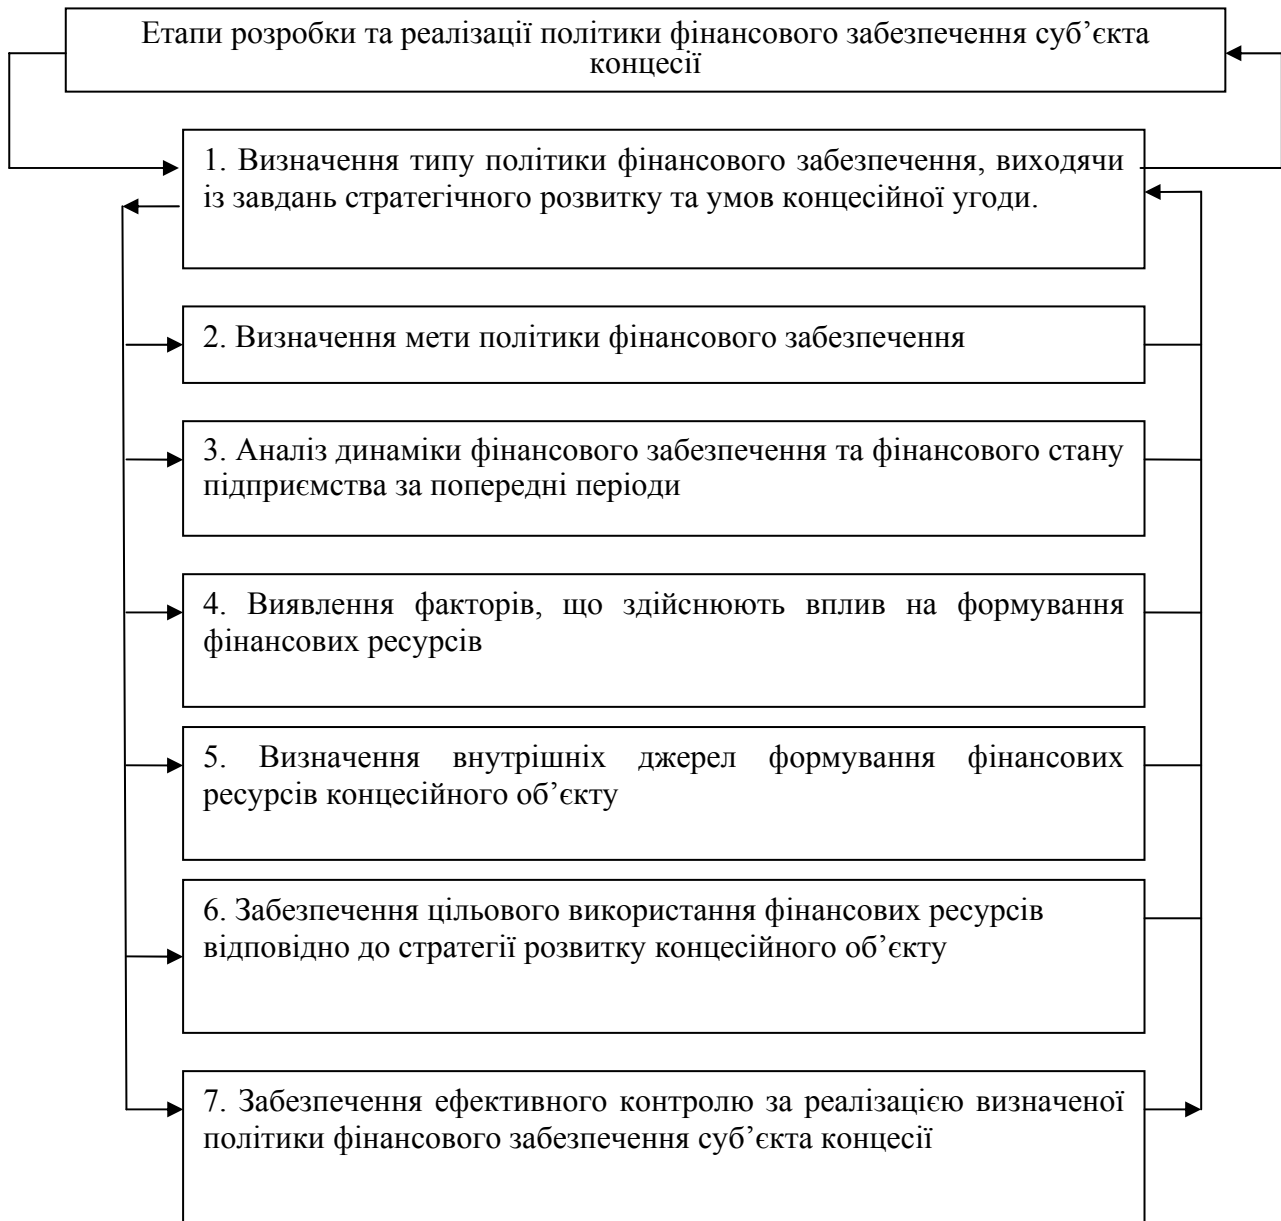 Етапи розробки та реалізації політики фінансового забезпечення суб’єкта
концесії
1. Визначення типу політики фінансового забезпечення, виходячи
із завдань стратегічного розвитку та умов концесійної угоди.
2. Визначення мети політики фінансового забезпечення
3. Аналіз динаміки фінансового забезпечення та фінансового стану
підприємства за попередні періоди
4. Виявлення факторів, що здійснюють вплив на формування
фінансових ресурсів
5. Визначення внутрішніх джерел формування фінансових
ресурсів концесійного об’єкту
6. Забезпечення цільового використання фінансових ресурсів
відповідно до стратегії розвитку концесійного об’єкту
7. Забезпечення ефективного контролю за реалізацією визначеної
політики фінансового забезпечення суб’єкта концесії